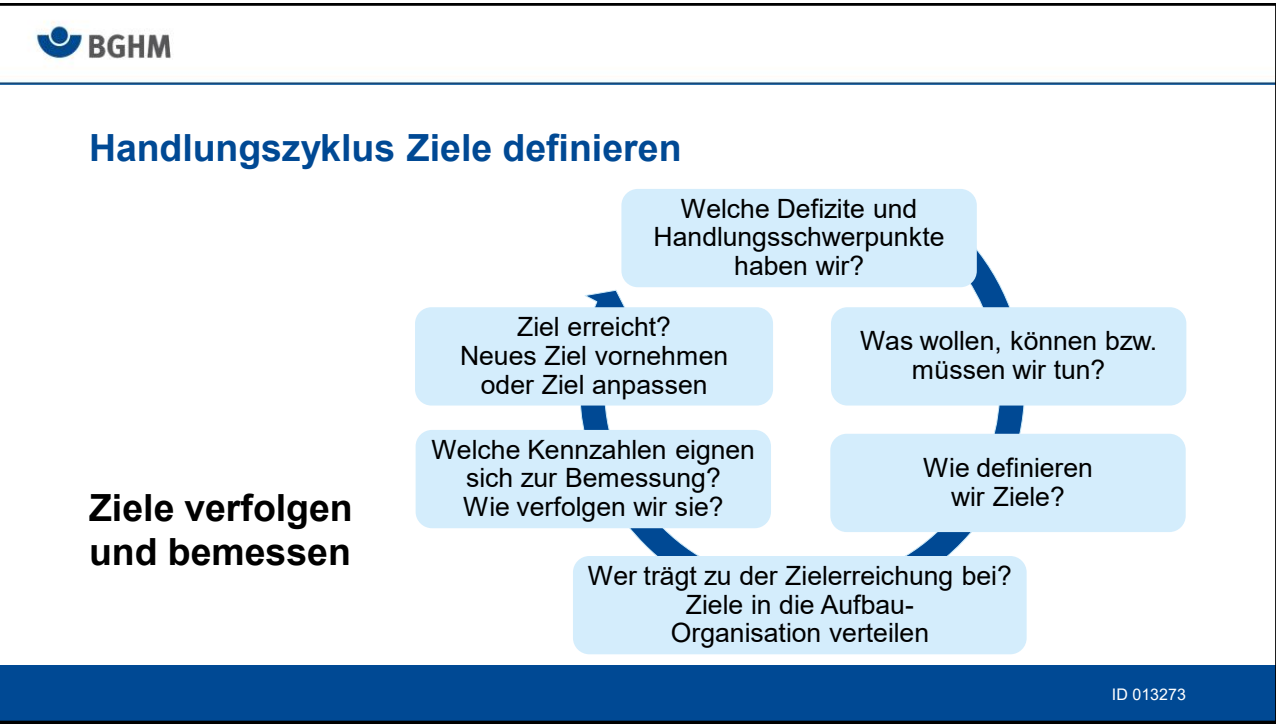 BGHM
Handlungszyklus Ziele definieren
Welche Defizite und
Handlungsschwerpunkte
haben wir?
Was wollen, können bzw.
müssen wir tun?
Wie definieren
wir Ziele?
Wer trägt zu der Zielerreichung bei?
Ziele in die Aufbau-
Organisation verteilen
Welche Kennzahlen eignen
sich zur Bemessung?
Wie verfolgen wir sie?
Ziel erreicht?
Neues Ziel vornehmen
oder Ziel anpassen
Ziele verfolgen
und bemessen
ID 013273